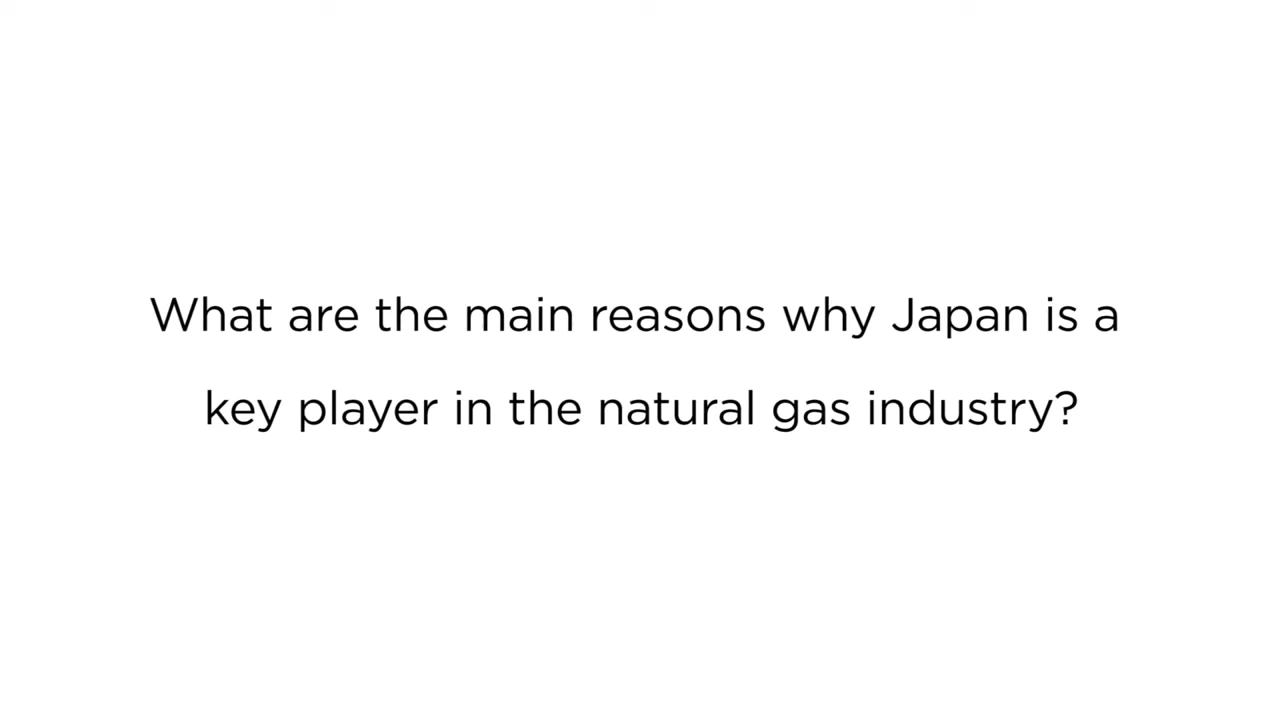 What are the main reasons why Japan is a
key player in the natural gas industry?